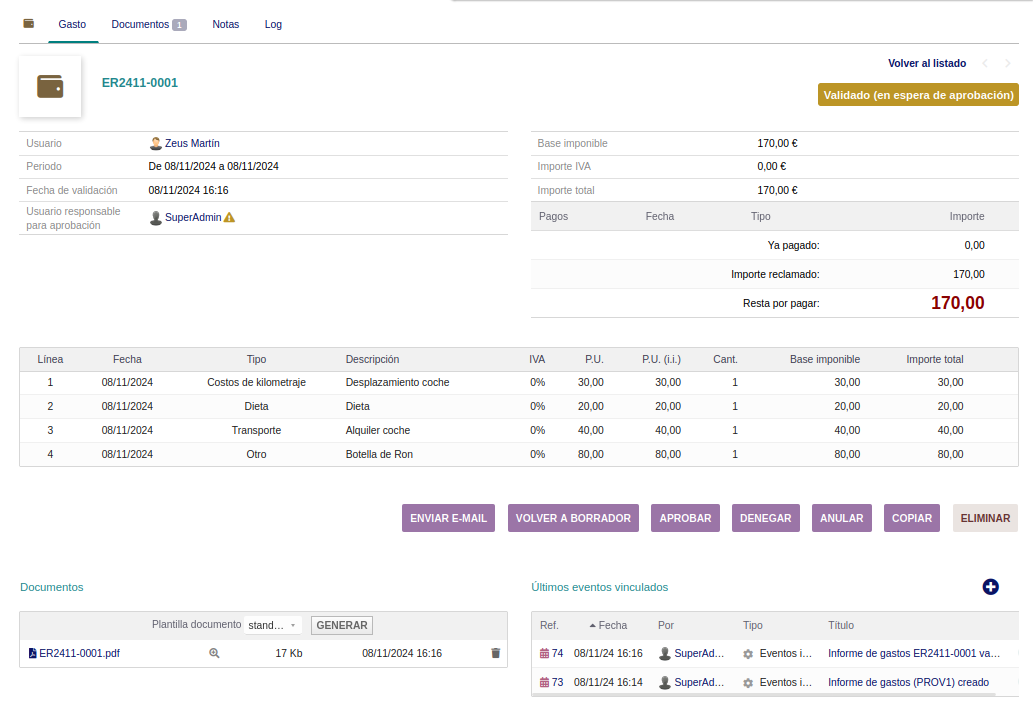 Gasto Documentos 1 Notas Log
Volver al listado
ER2411-0001
Validado (en espera de aprobación)
Usuario Zeus Martín
Periodo De 08/11/2024 a 08/11/2024
Fecha de validación 08/11/2024 16:16
Usuario responsable
para aprobación SuperAdmin
Base imponible 170,00 €
Importe IVA 0,00 €
Importe total 170,00 €
Pagos Fecha Tipo Importe
Ya pagado: 0,00
Importe reclamado: 170,00
Resta por pagar: 170,00
Línea Fecha Tipo Descripción IVA P.U. P.U. (i.i.) Cant. Base imponible Importe total
1 08/11/2024 Costos de kilometraje Desplazamiento coche 0% 30,00 30,00 1 30,00 30,00
2 08/11/2024 Dieta Dieta 0% 20,00 20,00 1 20,00 20,00
3 08/11/2024 Transporte Alquiler coche 0% 40,00 40,00 1 40,00 40,00
4 08/11/2024 Otro Botella de Ron 0% 80,00 80,00 1 80,00 80,00
ENVIAR E-MAIL VOLVER A BORRADOR APROBAR DENEGAR ANULAR COPIAR ELIMINAR
Documentos
Plantilla documento stand... GENERAR
ER2411-0001.pdf 17 Kb 08/11/2024 16:16
Últimos eventos vinculados
Ref. Fecha Por Tipo Título
74 08/11/24 16:16 SuperAd... Eventos i... Informe de gastos ER2411-0001 va...
73 08/11/24 16:14 SuperAd... Eventos i... Informe de gastos (PROV1) creado